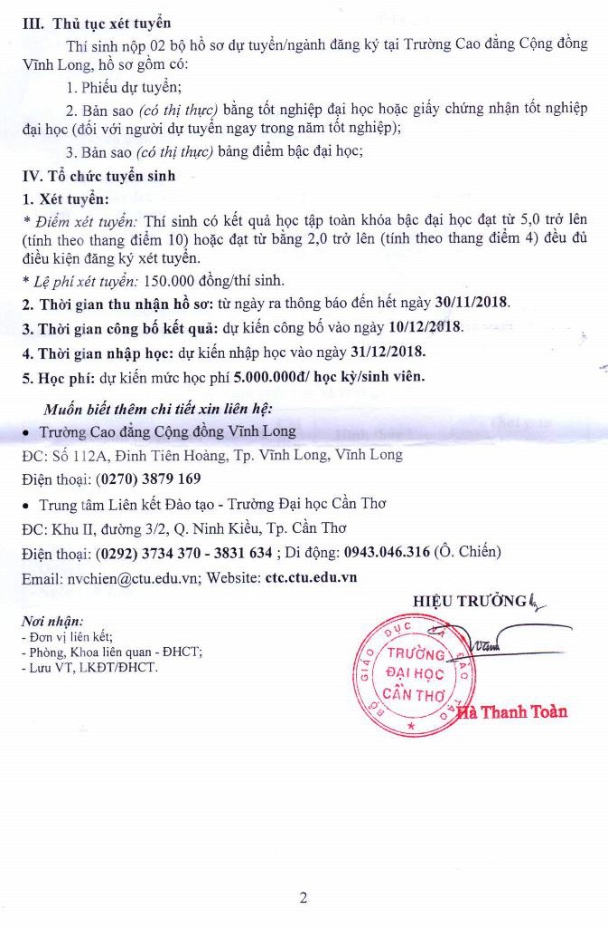 III. Thủ tục xét tuyển
Thí sinh nộp 02 bộ hồ sơ dự tuyển/ngành đăng ký tại Trường Cao đẳng Cộng đồng
Vĩnh Long, hồ sơ gồm có:
1. Phiếu dự tuyển;
2. Bản sao (có thị thực) bằng tốt nghiệp đại học hoặc giấy chứng nhận tốt nghiệp
đại học (đối với người dự tuyển ngay trong năm tốt nghiệp);
3. Bản sao (có thị thực) bảng điểm bậc đại học;
IV. Tổ chức tuyển sinh
1. Xét tuyển:
* Điểm xét tuyển: Thí sinh có kết quả học tập toàn khóa bậc đại học đạt từ 5,0 trở lên
(tính theo thang điểm 10) hoặc đạt từ bằng 2,0 trở lên (tính theo thang điểm 4) đều đủ
điều kiện đăng ký xét tuyển.
* Lệ phí xét tuyển: 150.000 đồng/thí sinh.
2. Thời gian thu nhận hồ sơ: từ ngày ra thông báo đến hết ngày 30/11/2018.
3. Thời gian công bố kết quả: dự kiến công bố vào ngày 10/12/2018.
4. Thời gian nhập học: dự kiến nhập học vào ngày 31/12/2018.
5. Học phí: dự kiến mức học phí 5.000.000đ/ học kỳ/sinh viên.
Muốn biết thêm chi tiết xin liên hệ:
• Trường Cao đẳng Cộng đồng Vĩnh Long
ĐC: Số 112A, Đinh Tiên Hoàng, Tp. Vĩnh Long, Vĩnh Long
Điện thoại: (0270) 3879 169
• Trung tâm Liên kết Đào tạo - Trường Đại học Cần Thơ
ĐC: Khu II, đường 3/2, Q. Ninh Kiều, Tp. Cần Thơ
Điện thoại: (0292) 3734 370 - 3831 634 ; Di động: 0943.046.316 (Ô. Chiến)
Email: nvchien@ctu.edu.vn; Website: ctc.ctu.edu.vn
HIỆU TRƯỞNG
Nơi nhận:
- Đơn vị liên kết;
- Phòng, Khoa liên quan - ĐHCT;
- Lưu VT, LKĐT/ĐHCT.
BỘ GIÁO DỤC VÀ ĐÀO TẠO
TRƯỜNG
ĐẠI HỌC
CẦN THƠ
Hà Thanh Toàn
2